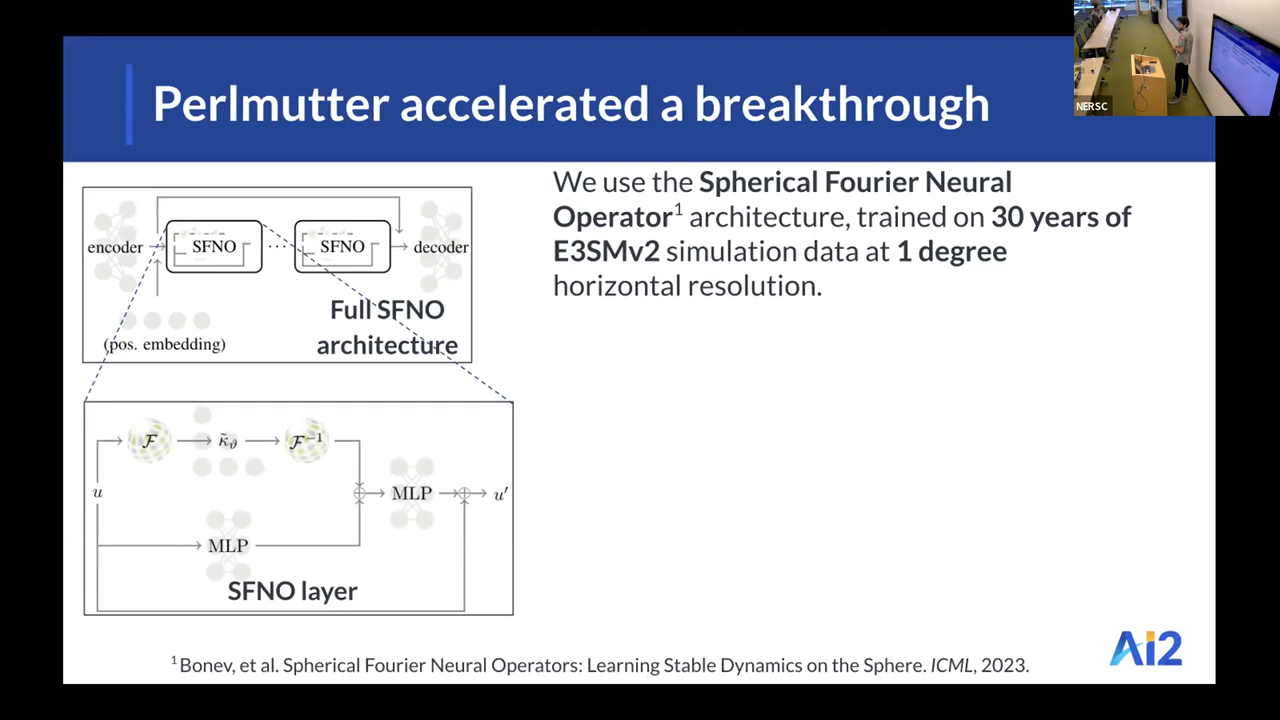 Perlmutter accelerated a breakthrough
NERSC
We use the Spherical Fourier Neural
Operator¹ architecture, trained on 30 years of
E3SMv2 simulation data at 1 degree
horizontal resolution.
encoder
SFNO
···
SFNO
decoder
(pos. embedding)
Full SFNO
architecture
u
F
κ̃_ϑ
F⁻¹
MLP
MLP
u′
SFNO layer
¹Bonev, et al. Spherical Fourier Neural Operators: Learning Stable Dynamics on the Sphere. ICML, 2023.
Ai2